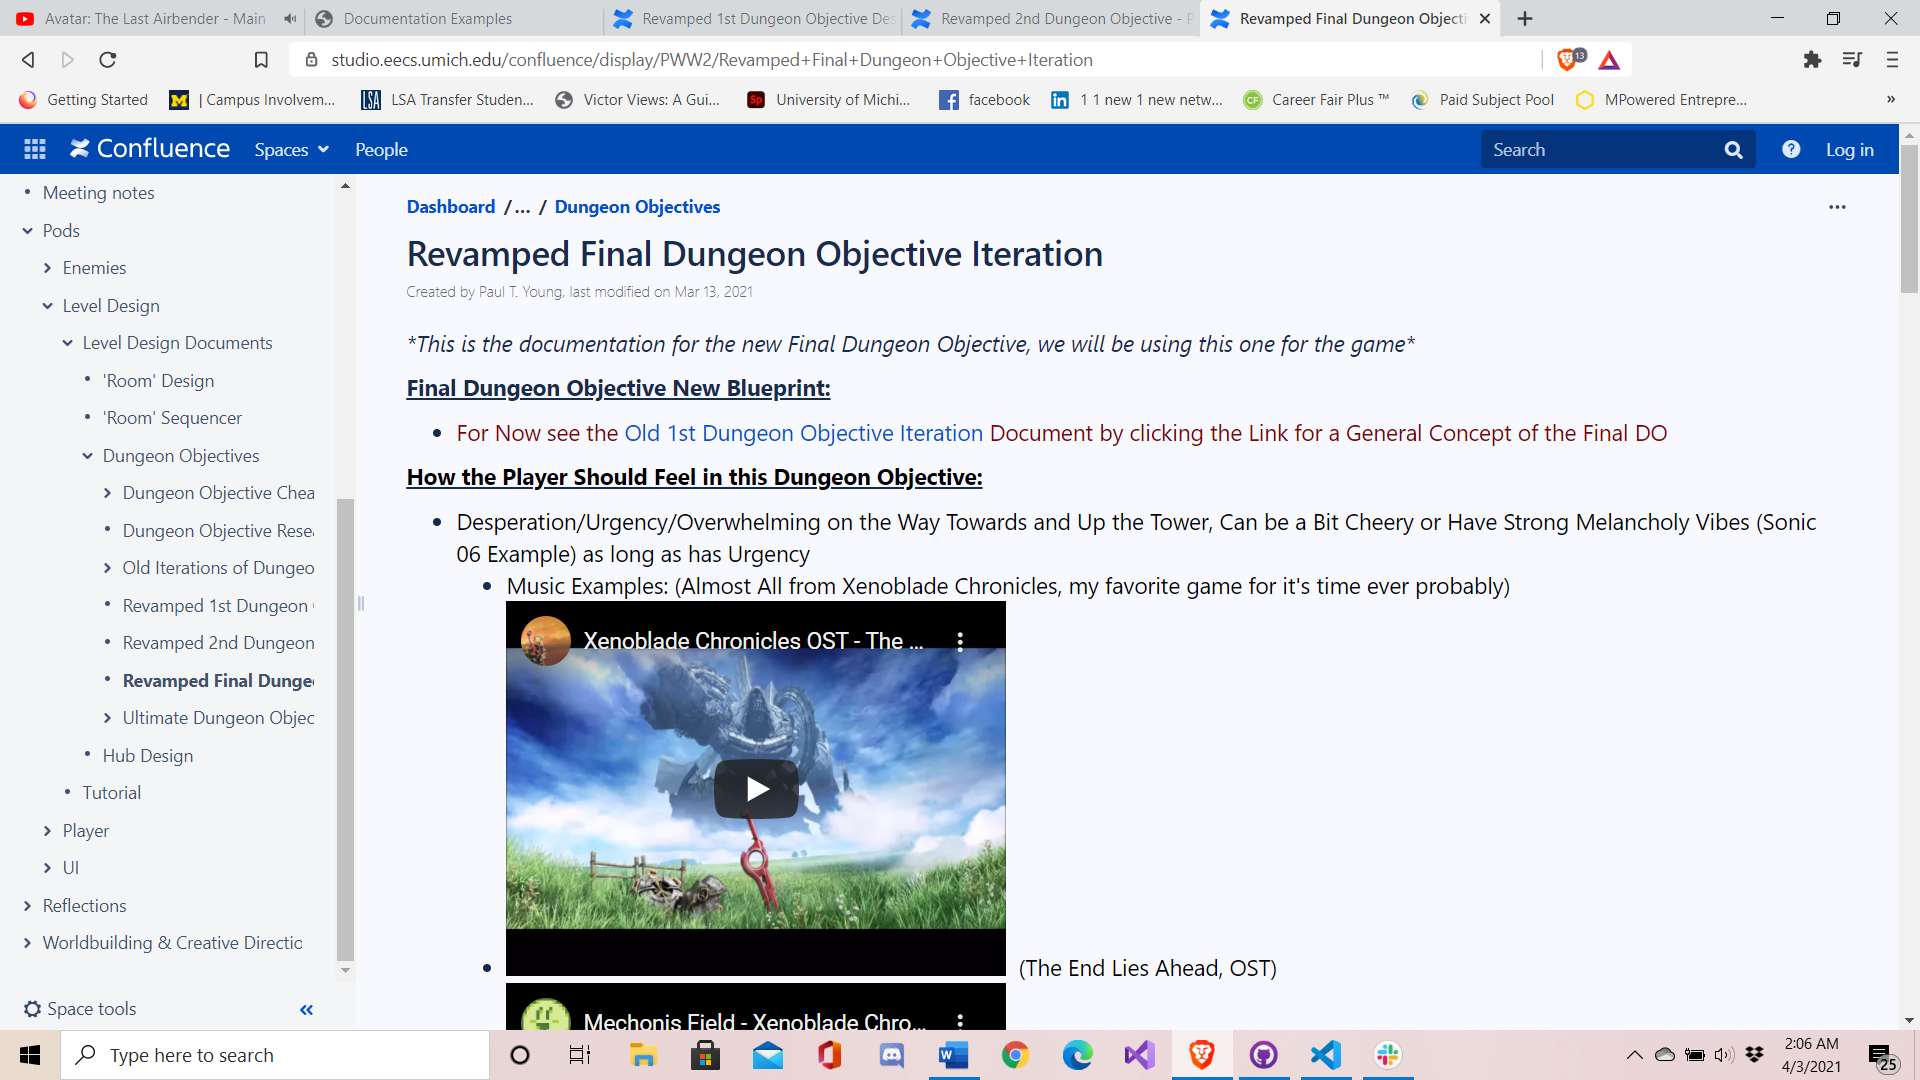 Avatar: The Last Airbender - Main
Documentation Examples
Revamped 1st Dungeon Objective Des
Revamped 2nd Dungeon Objective - P
Revamped Final Dungeon Objecti
studio.eecs.umich.edu/confluence/display/PWW2/Revamped+Final+Dungeon+Objective+Iteration
13
Getting Started
M | Campus Involvem...
LSA LSA Transfer Studen...
Victor Views: A Gui...
Sp University of Michi...
facebook
in 1 1 new 1 new netw...
CF Career Fair Plus ™
Paid Subject Pool
MPowered Entrepre...
»
Confluence
Spaces
People
Search
Log in
Meeting notes
Pods
Enemies
Level Design
Level Design Documents
'Room' Design
'Room' Sequencer
Dungeon Objectives
Dungeon Objective Chea
Dungeon Objective Resea
Old Iterations of Dungeo
Revamped 1st Dungeon
Revamped 2nd Dungeon
Revamped Final Dunge
Ultimate Dungeon Objec
Hub Design
Tutorial
Player
UI
Reflections
Worldbuilding & Creative Directio
Space tools
«
Dashboard /... / Dungeon Objectives
Revamped Final Dungeon Objective Iteration
Created by Paul T. Young, last modified on Mar 13, 2021
*This is the documentation for the new Final Dungeon Objective, we will be using this one for the game*
Final Dungeon Objective New Blueprint:
• For Now see the Old 1st Dungeon Objective Iteration Document by clicking the Link for a General Concept of the Final DO
How the Player Should Feel in this Dungeon Objective:
• Desperation/Urgency/Overwhelming on the Way Towards and Up the Tower, Can be a Bit Cheery or Have Strong Melancholy Vibes (Sonic
06 Example) as long as has Urgency
• Music Examples: (Almost All from Xenoblade Chronicles, my favorite game for it's time ever probably)
Xenoblade Chronicles OST - The ...
• (The End Lies Ahead, OST)
Mechonis Field - Xenoblade Chro...
Type here to search
2:06 AM
4/3/2021
25